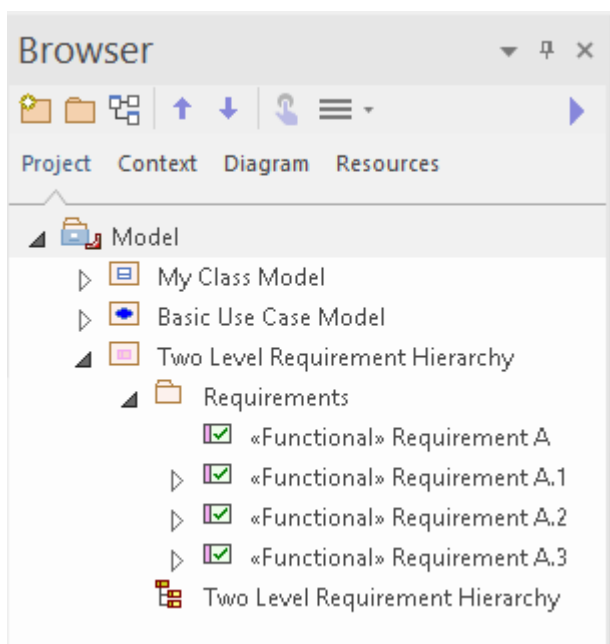 Browser
Project Context Diagram Resources
Model
My Class Model
Basic Use Case Model
Two Level Requirement Hierarchy
Requirements
«Functional» Requirement A
«Functional» Requirement A.1
«Functional» Requirement A.2
«Functional» Requirement A.3
Two Level Requirement Hierarchy